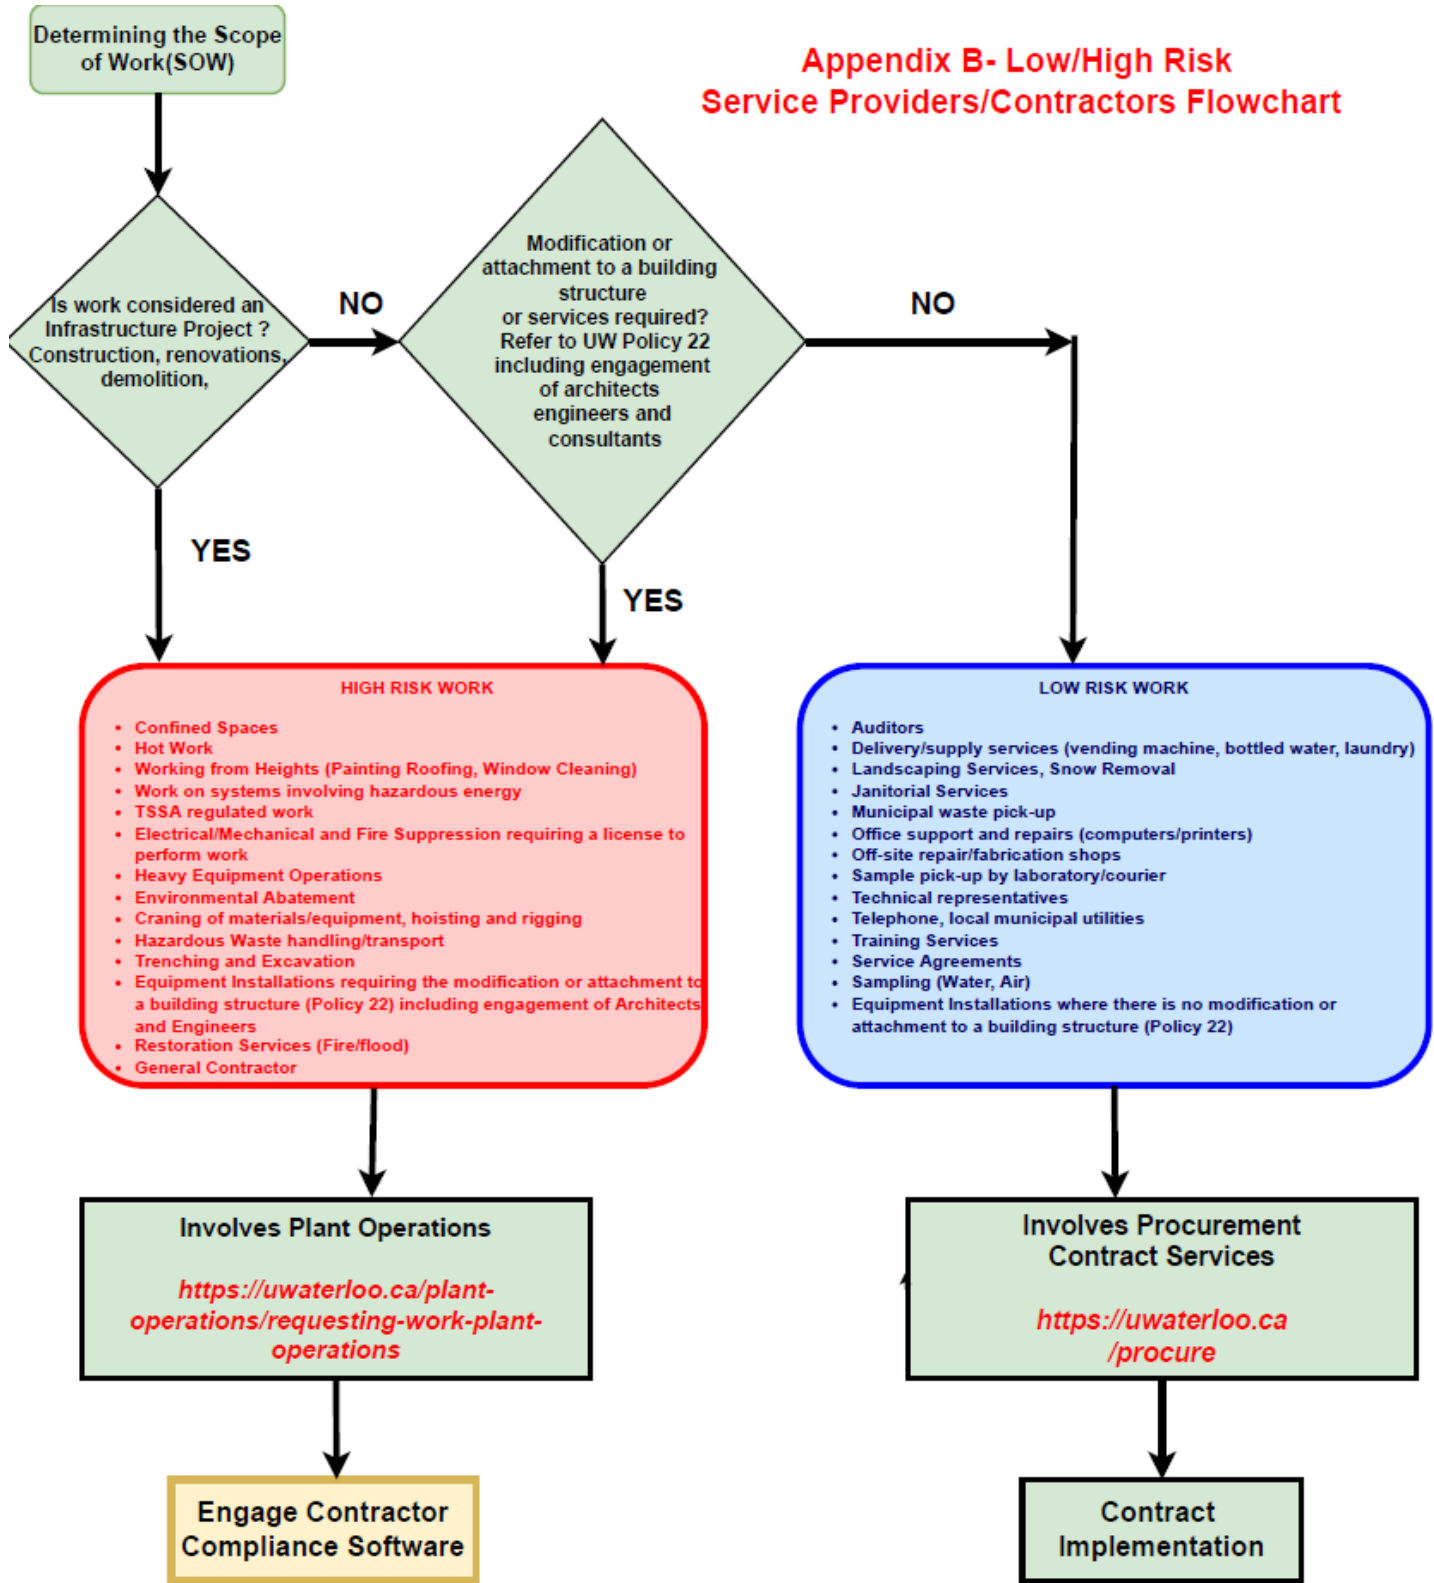 Determining the Scope
of Work(SOW)
Appendix B- Low/High Risk
Service Providers/Contractors Flowchart
Is work considered an
Infrastructure Project ?
Construction, renovations,
demolition,
NO
Modification or
attachment to a building
structure
or services required?
Refer to UW Policy 22
including engagement
of architects
engineers and
consultants
NO
YES
YES
HIGH RISK WORK
• Confined Spaces
• Hot Work
• Working from Heights (Painting Roofing, Window Cleaning)
• Work on systems involving hazardous energy
• TSSA regulated work
• Electrical/Mechanical and Fire Suppression requiring a license to
perform work
• Heavy Equipment Operations
• Environmental Abatement
• Craning of materials/equipment, hoisting and rigging
• Hazardous Waste handling/transport
• Trenching and Excavation
• Equipment Installations requiring the modification or attachment to
a building structure (Policy 22) including engagement of Architects
and Engineers
• Restoration Services (Fire/flood)
• General Contractor
LOW RISK WORK
• Auditors
• Delivery/supply services (vending machine, bottled water, laundry)
• Landscaping Services, Snow Removal
• Janitorial Services
• Municipal waste pick-up
• Office support and repairs (computers/printers)
• Off-site repair/fabrication shops
• Sample pick-up by laboratory/courier
• Technical representatives
• Telephone, local municipal utilities
• Training Services
• Service Agreements
• Sampling (Water, Air)
• Equipment Installations where there is no modification or
attachment to a building structure (Policy 22)
Involves Plant Operations
https://uwaterloo.ca/plant-
operations/requesting-work-plant-
operations
Involves Procurement
Contract Services
https://uwaterloo.ca
/procure
Engage Contractor
Compliance Software
Contract
Implementation